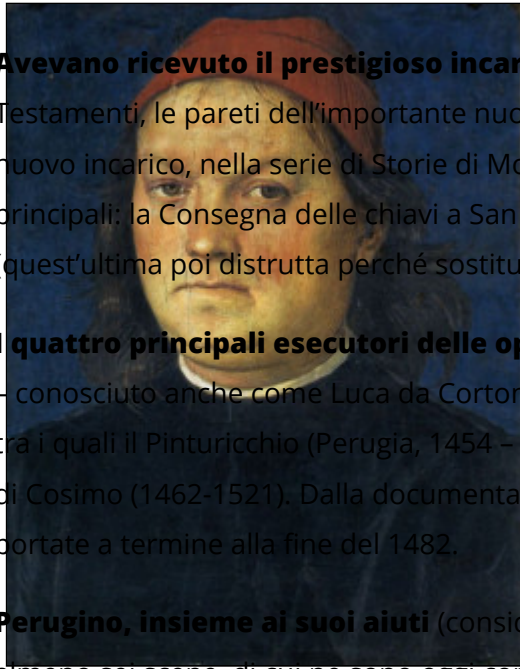 Avevano ricevuto il prestigioso incar
Testamenti, le pareti dell'importante nuo
nuovo incarico, nella serie di Storie di Mo
principali: la Consegna delle chiavi a San
(quest'ultima poi distrutta perché sostitu
I quattro principali esecutori delle op
– conosciuto anche come Luca da Corton
tra i quali il Pinturicchio (Perugia, 1454 –
di Cosimo (1462-1521). Dalla documenta
portate a termine alla fine del 1482.
Perugino, insieme ai suoi aiuti (consid